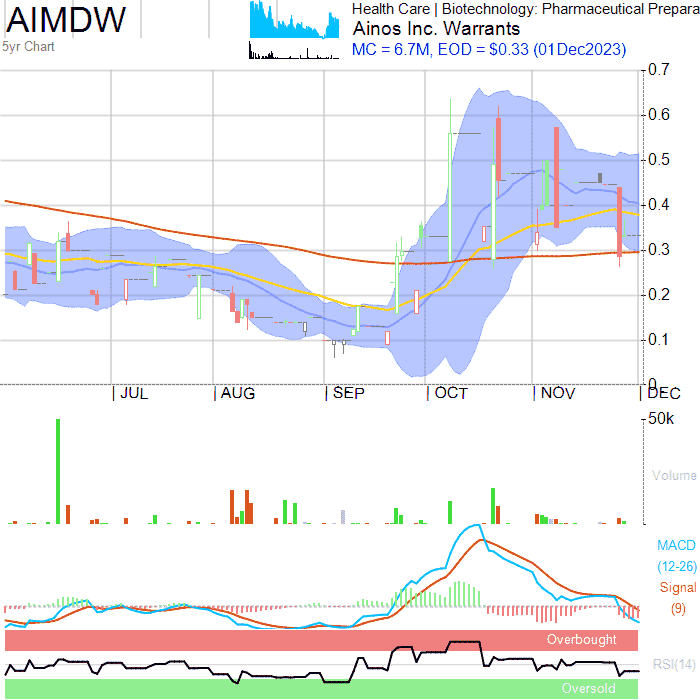 AIMDW
5yr Chart
Health Care | Biotechnology: Pharmaceutical Prepara
Ainos Inc. Warrants
MC = 6.7M, EOD = $0.33 (01Dec2023)
0.7
0.6
0.5
0.4
0.3
0.2
0.1
0
JUL
AUG
SEP
OCT
NOV
DEC
50k
Volume
MACD
(12-26)
Signal
(9)
Overbought
RSI(14)
Oversold